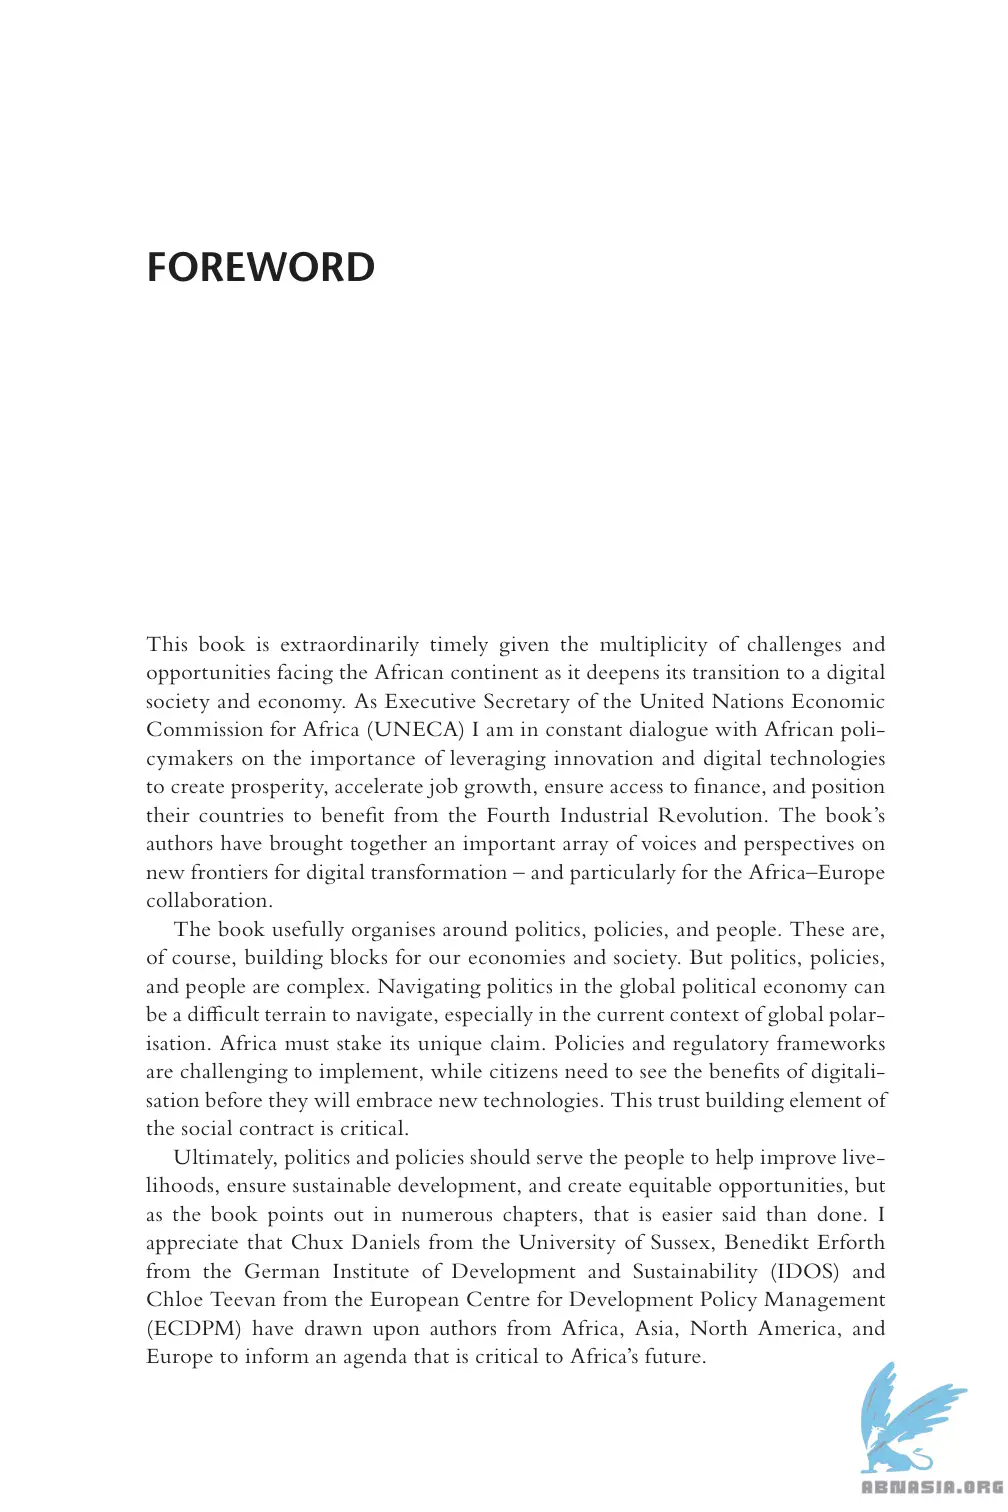 FOREWORD
This book is extraordinarily timely given the multiplicity of challenges and
opportunities facing the African continent as it deepens its transition to a digital
society and economy. As Executive Secretary of the United Nations Economic
Commission for Africa (UNECA) I am in constant dialogue with African poli-
cymakers on the importance of leveraging innovation and digital technologies
to create prosperity, accelerate job growth, ensure access to finance, and position
their countries to benefit from the Fourth Industrial Revolution. The book’s
authors have brought together an important array of voices and perspectives on
new frontiers for digital transformation – and particularly for the Africa–Europe
collaboration.
The book usefully organises around politics, policies, and people. These are,
of course, building blocks for our economies and society. But politics, policies,
and people are complex. Navigating politics in the global political economy can
be a difficult terrain to navigate, especially in the current context of global polar-
isation. Africa must stake its unique claim. Policies and regulatory frameworks
are challenging to implement, while citizens need to see the benefits of digitali-
sation before they will embrace new technologies. This trust building element of
the social contract is critical.
Ultimately, politics and policies should serve the people to help improve live-
lihoods, ensure sustainable development, and create equitable opportunities, but
as the book points out in numerous chapters, that is easier said than done. I
appreciate that Chux Daniels from the University of Sussex, Benedikt Erforth
from the German Institute of Development and Sustainability (IDOS) and
Chloe Teevan from the European Centre for Development Policy Management
(ECDPM) have drawn upon authors from Africa, Asia, North America, and
Europe to inform an agenda that is critical to Africa’s future.
ABNASIA.ORG